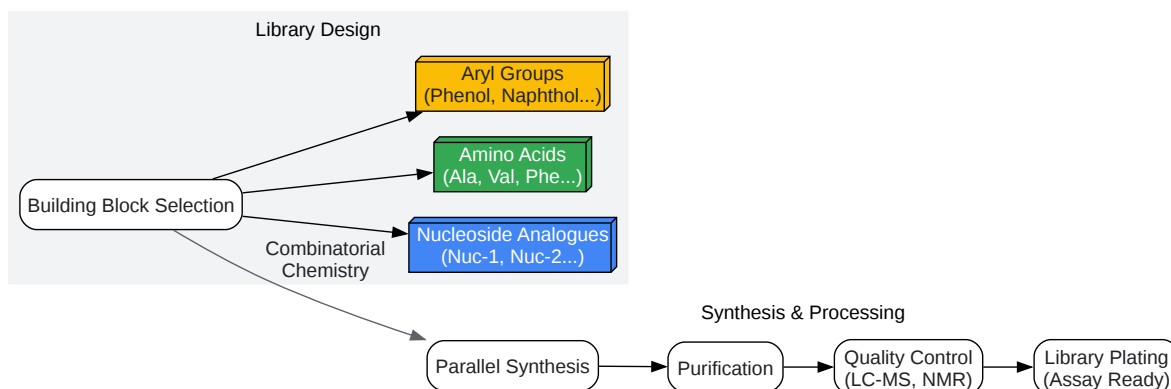 Library Design
Aryl Groups
(Phenol, Naphthol...)
Amino Acids
(Ala, Val, Phe...)
Building Block Selection
Nucleoside Analogues
(Nuc-1, Nuc-2...)
Combinatorial
Chemistry
Synthesis & Processing
Parallel Synthesis
Purification
Quality Control
(LC-MS, NMR)
Library Plating
(Assay Ready)